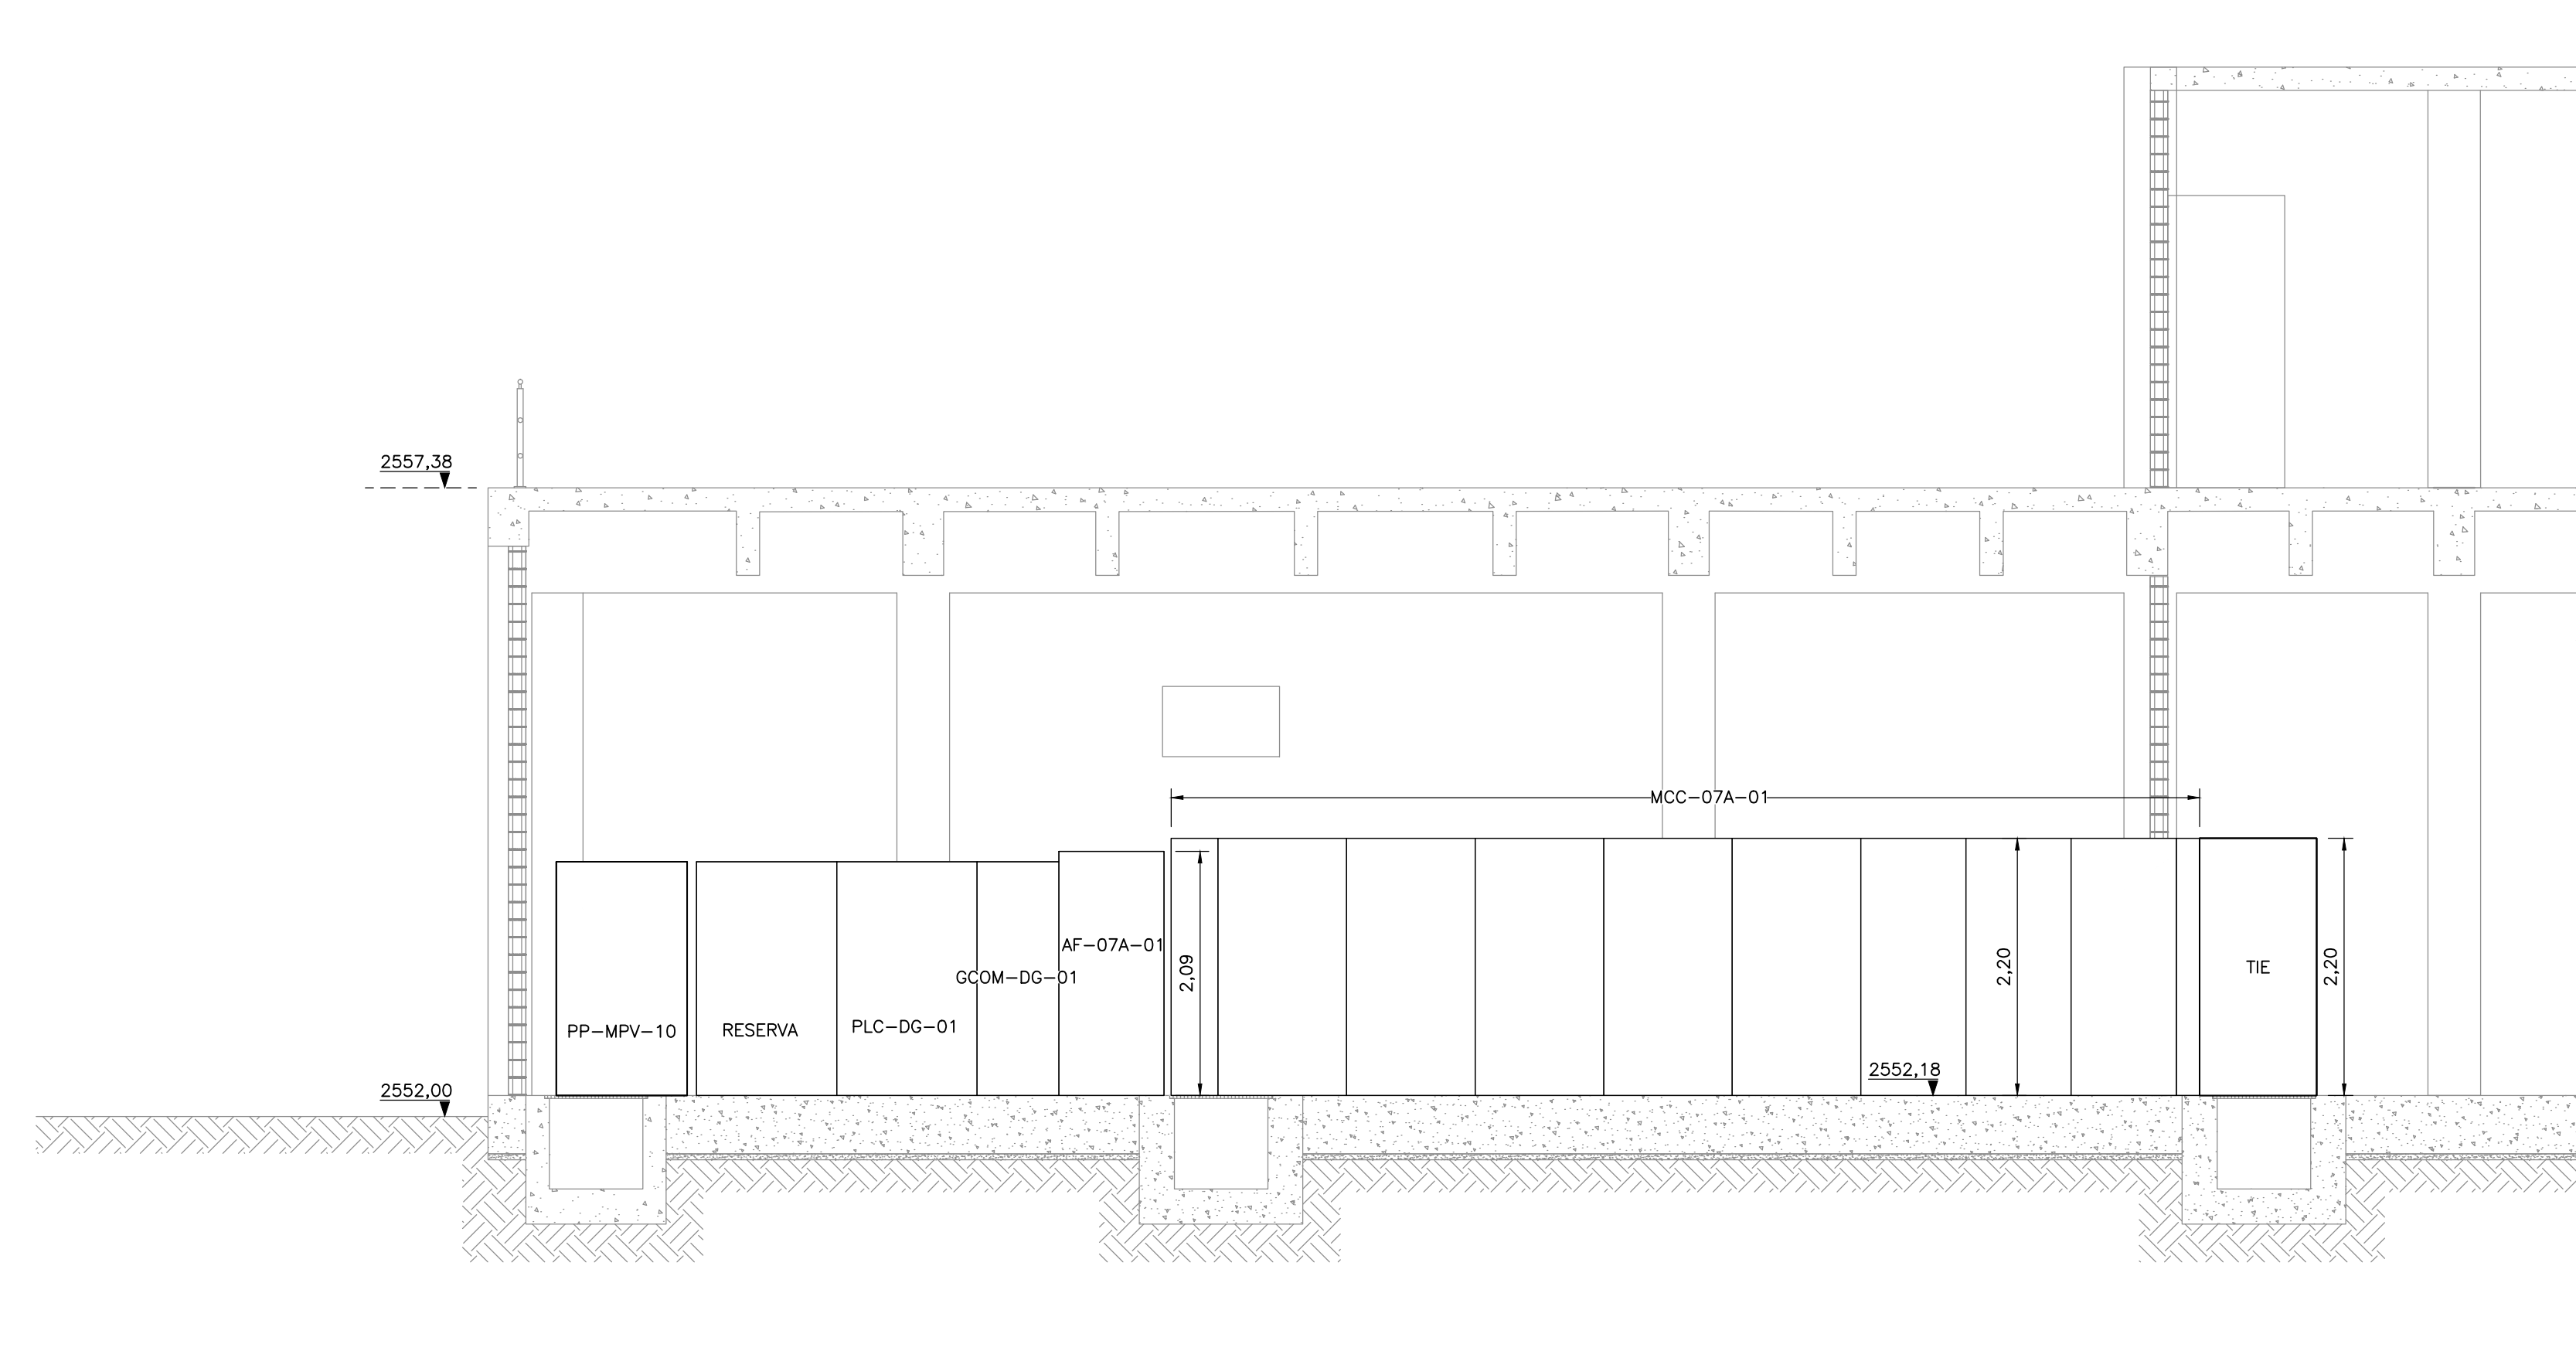 2557,38
MCC-07A-01
AF-07A-01
2,09
GCOM-DG-01
2,20
TIE
2,20
PP-MPV-10
RESERVA
PLC-DG-01
2552,18
2552,00